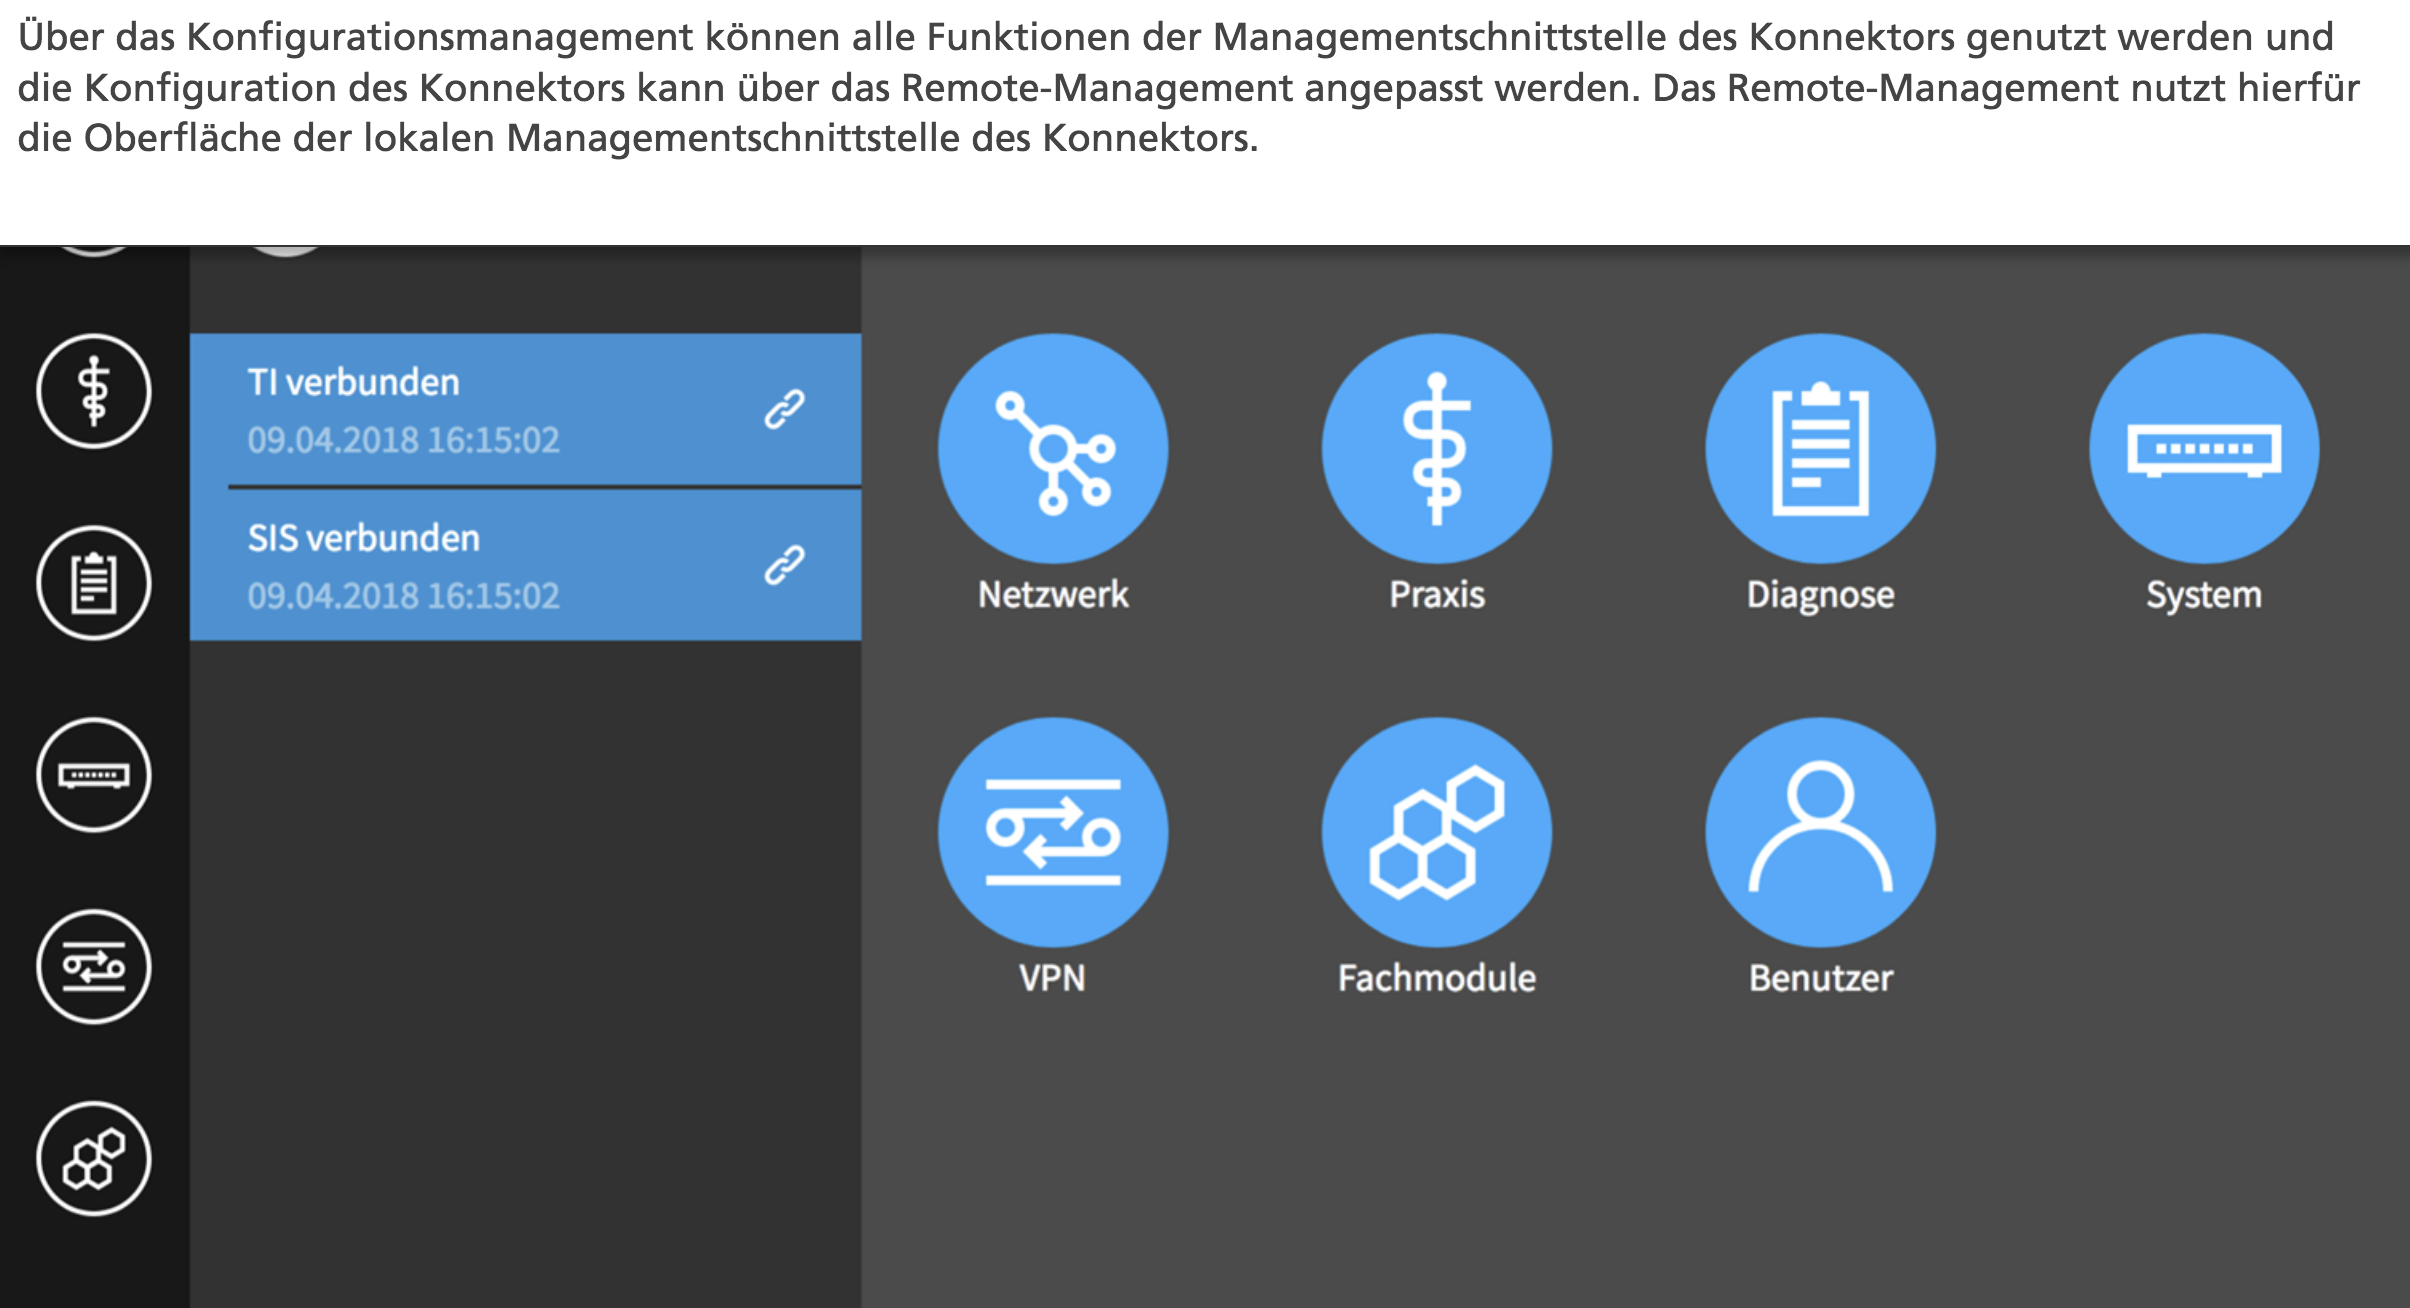 Über das Konfigurationsmanagement können alle Funktionen der Managementschnittstelle des Konnektors genutzt werden und
die Konfiguration des Konnektors kann über das Remote-Management angepasst werden. Das Remote-Management nutzt hierfür
die Oberfläche der lokalen Managementschnittstelle des Konnektors.
TI verbunden
09.04.2018 16:15:02
SIS verbunden
09.04.2018 16:15:02
Netzwerk
Praxis
Diagnose
System
VPN
Fachmodule
Benutzer